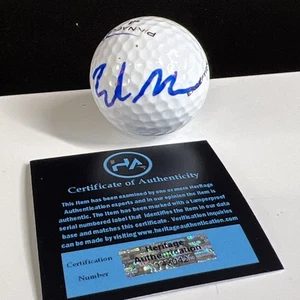 PINNACLE
HA
Certificate of Authenticity
This item has been examined by one or more Heritage
Authentication experts and in our opinion the item is
authentic. The item has been marked with a tamperproof
serial numbered label that identifies the item in our data
base and matches this certificate. Verification inquiries
can be made by visiting www.heritageauthentication.com
Certification
Number
Heritage
Authentication